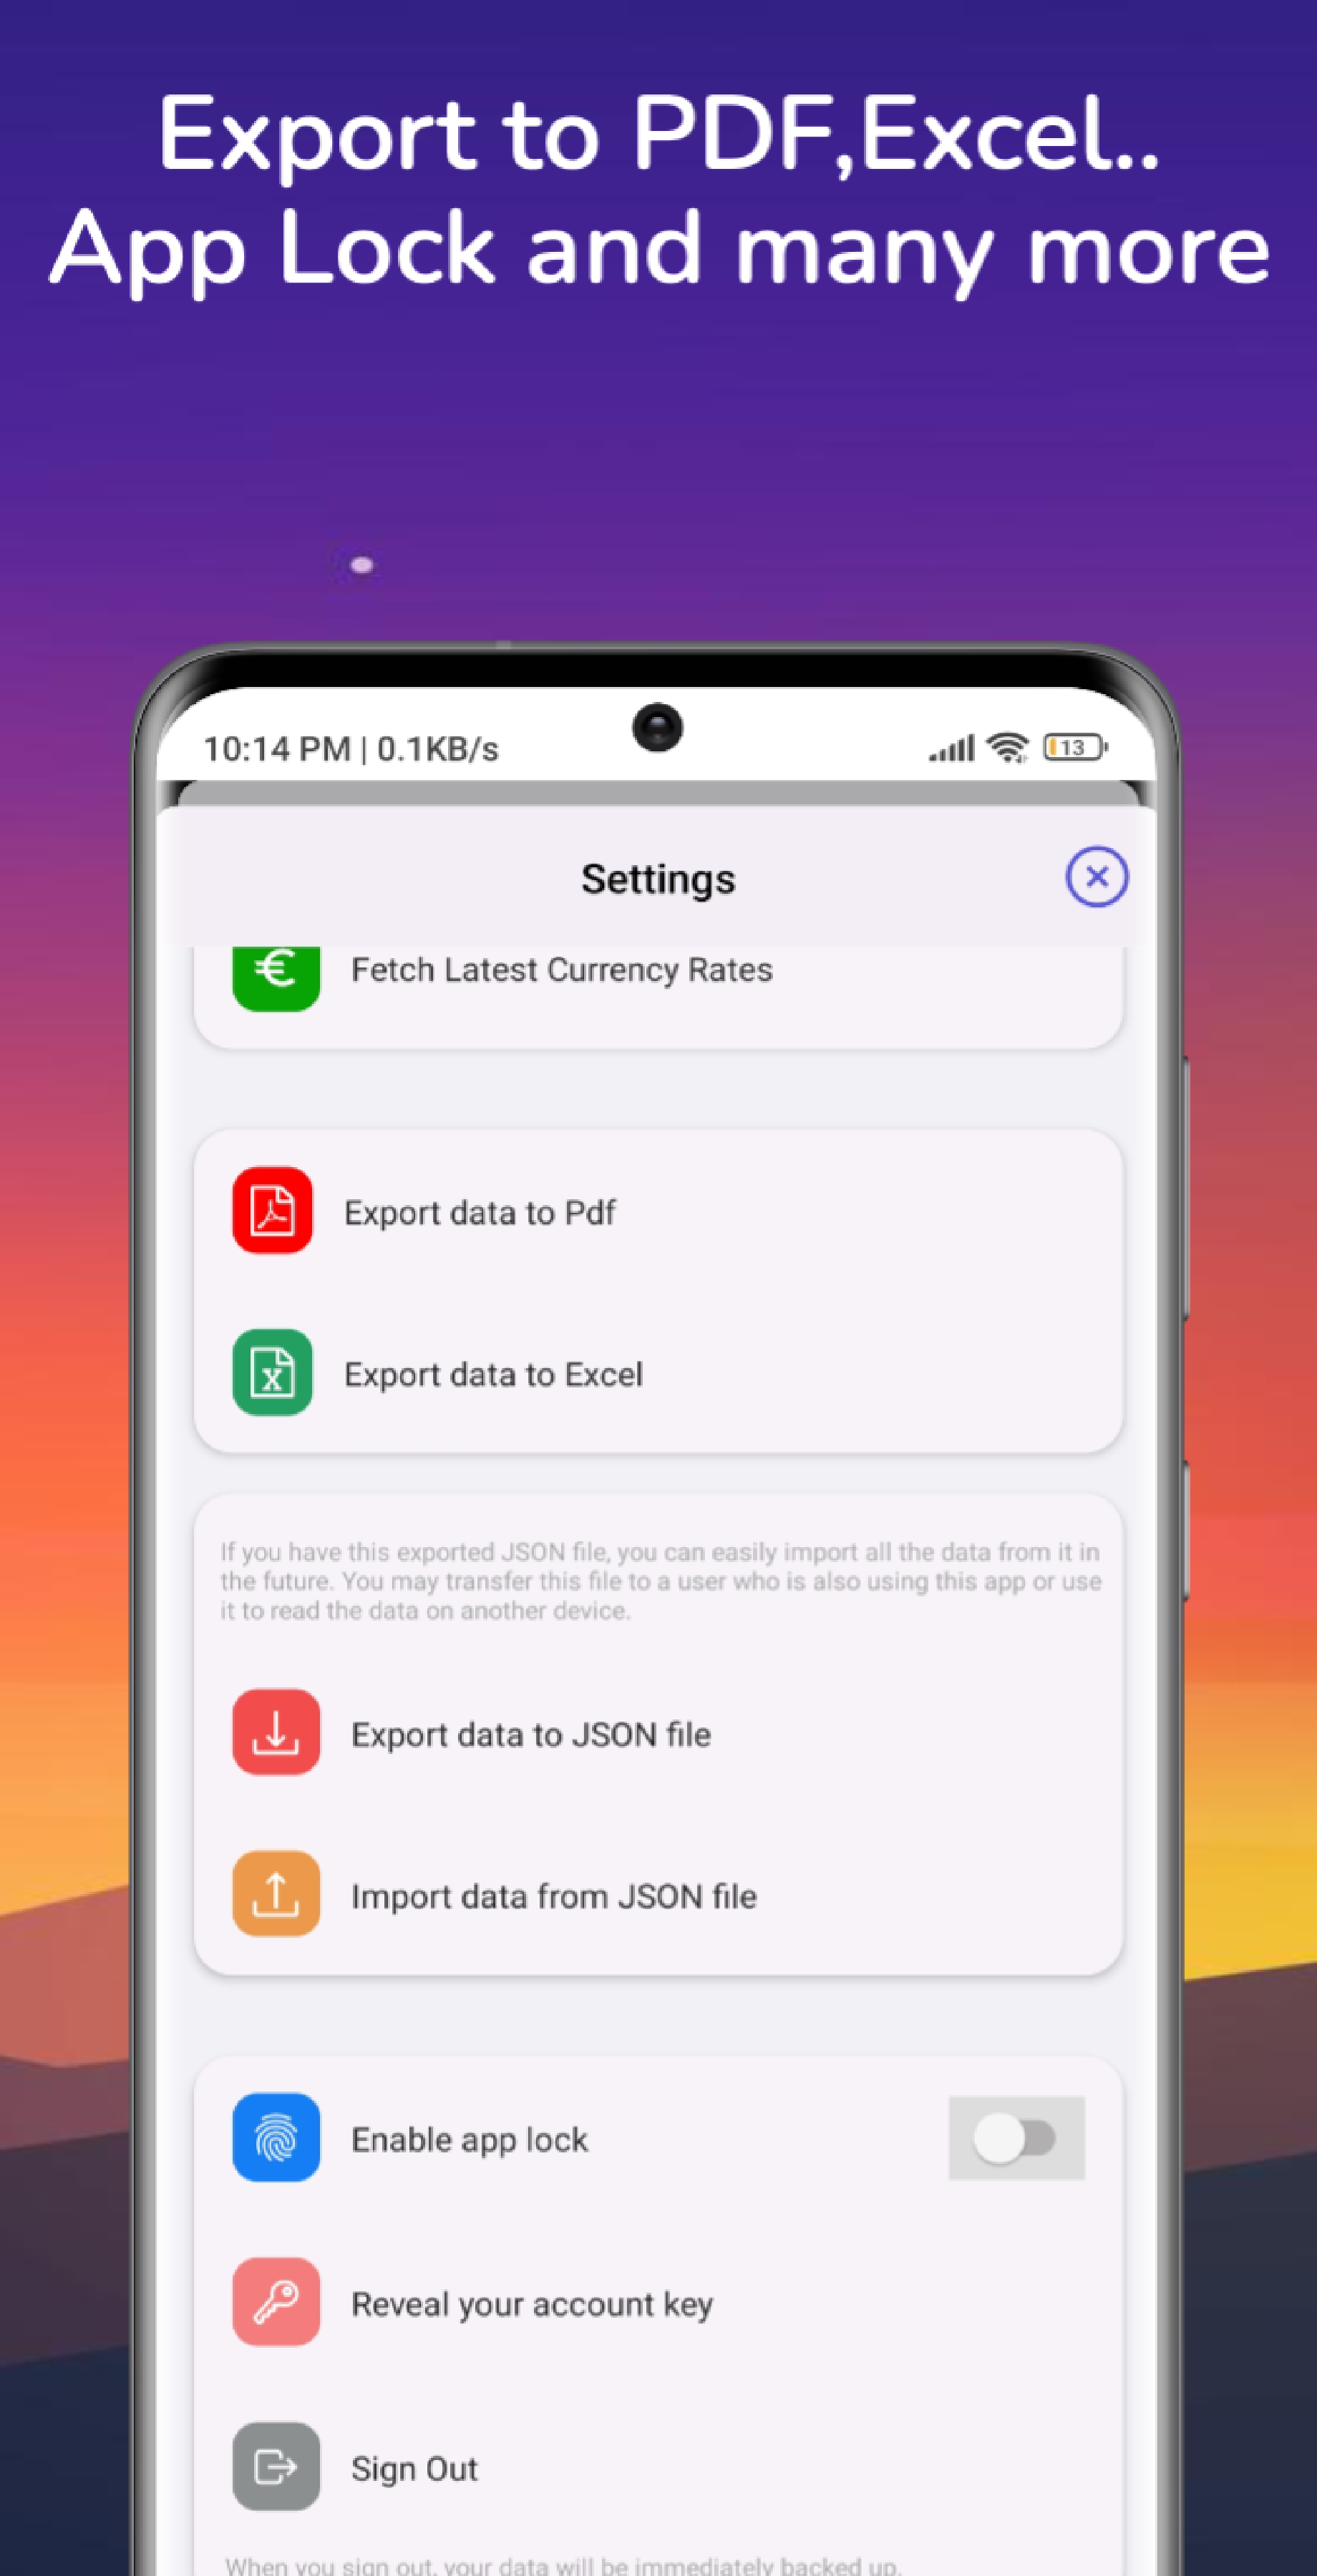 Export to PDF,Excel..
App Lock and many more
10:14 PM | 0.1KB/s
13
Settings
€ Fetch Latest Currency Rates
Export data to Pdf
X Export data to Excel
If you have this exported JSON file, you can easily import all the data from it in
the future. You may transfer this file to a user who is also using this app or use
it to read the data on another device.
Export data to JSON file
Import data from JSON file
Enable app lock
Reveal your account key
Sign Out
When you sign out, your data will be immediately backed up.